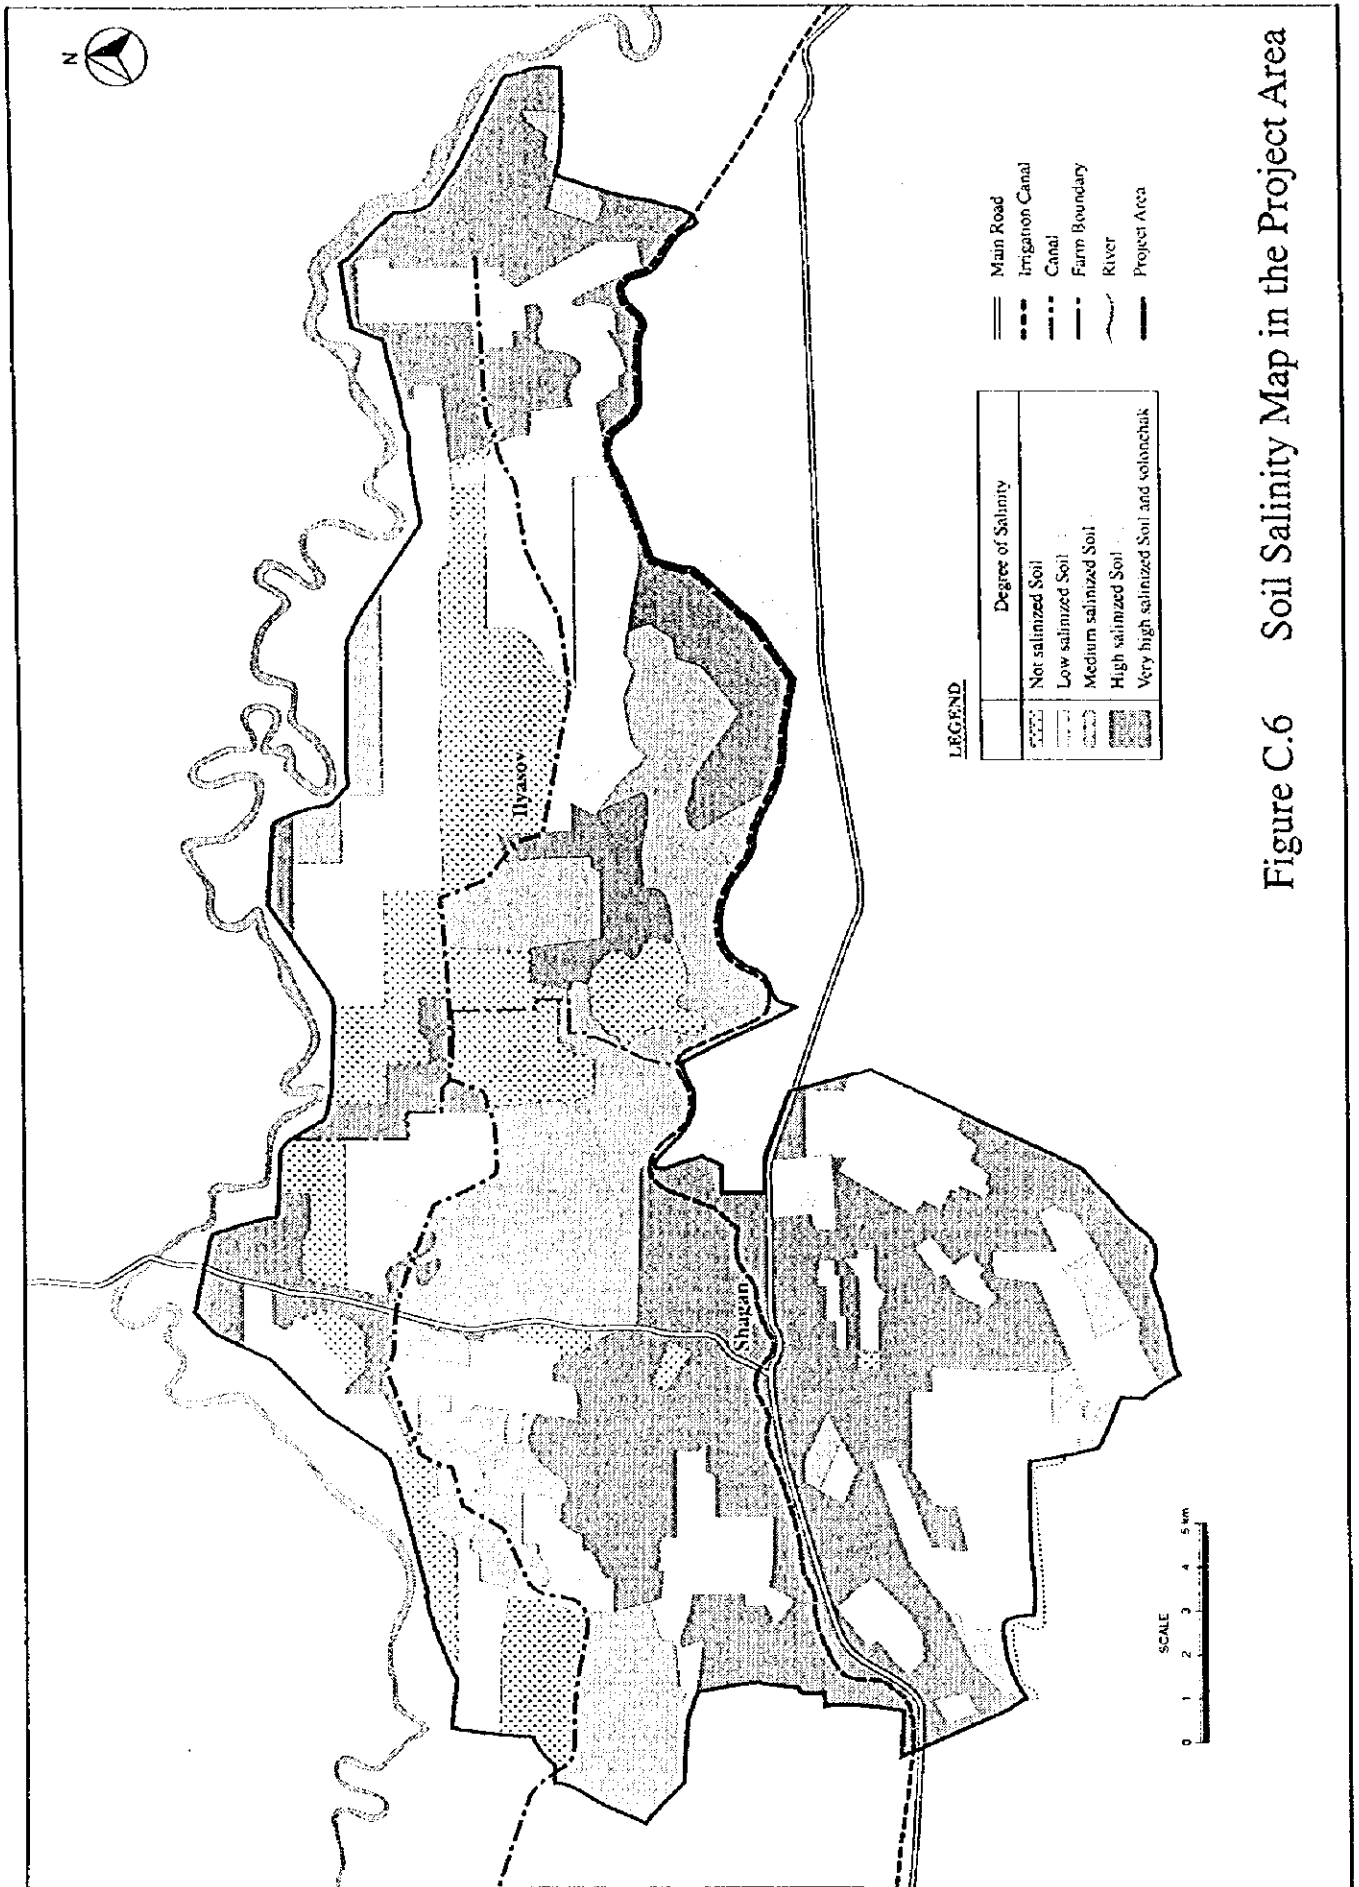 N
Ilyasov
Shagan
LEGEND
Degree of Salinity
Not salinized Soil
Low salinized Soil
Medium salinized Soil
High salinized Soil
Very high salinized Soil and solonchak
Main Road
Irrigation Canal
Canal
Farm Boundary
River
Project Area
SCALE
0 1 2 3 4 5 km
Figure C.6 Soil Salinity Map in the Project Area